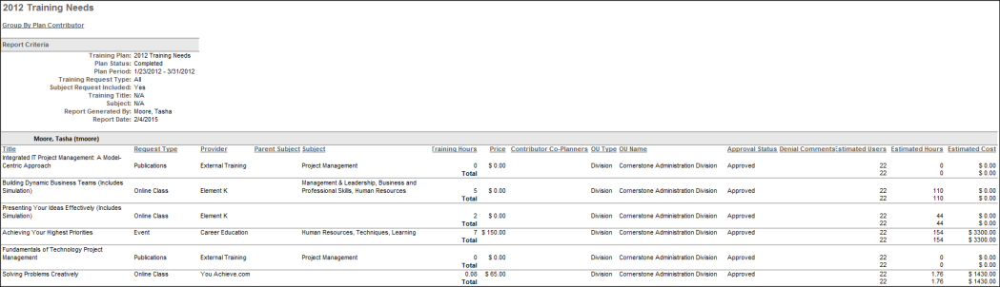 2012 Training Needs
Group By Plan Contributor
Report Criteria
Training Plan: 2012 Training Needs
Plan Status: Completed
Plan Period: 1/23/2012 - 3/31/2012
Training Request Type: All
Subject Request Included: Yes
Training Title: N/A
Subject: N/A
Report Generated By: Moore, Tasha
Report Date: 2/4/2015
Moore, Tasha (tmoore)
Title Request Type Provider Parent Subject Subject Training Hours Price Contributor Co-Planners OU Type OU Name Approval Status Denial Comments Estimated Users Estimated Hours Estimated Cost
Integrated IT Project Management: A Model-
Centric Approach Publications External Training Project Management 0 $ 0.00 Division Cornerstone Administration Division Approved 22 0 $ 0.00
Total 22 0 $ 0.00
Building Dynamic Business Teams (Includes Management & Leadership, Business and
Simulation) Online Class Element K Professional Skills, Human Resources 5 $ 0.00 Division Cornerstone Administration Division Approved 22 110 $ 0.00
Total 22 110 $ 0.00
Presenting Your Ideas Effectively (Includes
Simulation) Online Class Element K 2 $ 0.00 Division Cornerstone Administration Division Approved 22 44 $ 0.00
Total 22 44 $ 0.00
Achieving Your Highest Priorities Event Career Education Human Resources, Techniques, Learning 7 $ 150.00 Division Cornerstone Administration Division Approved 22 154 $ 3300.00
Total 22 154 $ 3300.00
Fundamentals of Technology Project
Management Publications External Training Project Management 0 $ 0.00 Division Cornerstone Administration Division Approved 22 0 $ 0.00
Total 22 0 $ 0.00
Solving Problems Creatively Online Class You Achieve.com 0.08 $ 65.00 Division Cornerstone Administration Division Approved 22 1.76 $ 1430.00
Total 22 1.76 $ 1430.00